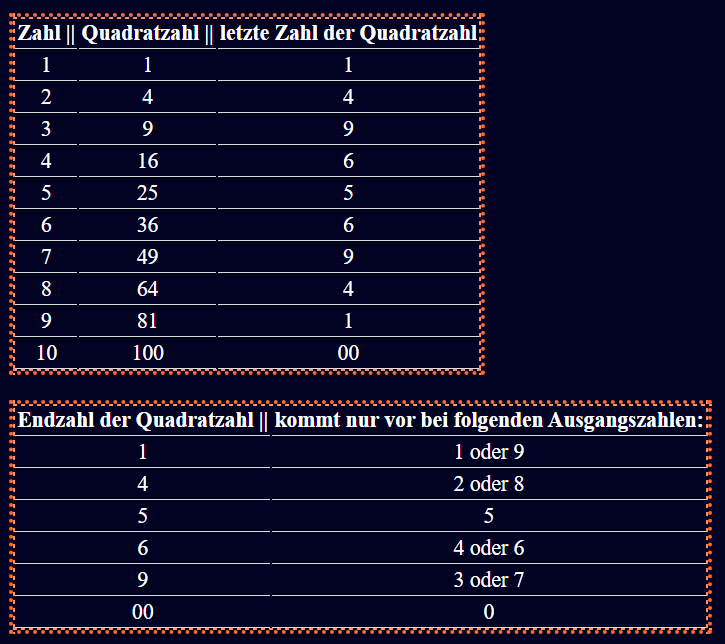 Zahl || Quadratzahl || letzte Zahl der Quadratzahl
1 1 1
2 4 4
3 9 9
4 16 6
5 25 5
6 36 6
7 49 9
8 64 4
9 81 1
10 100 00
Endzahl der Quadratzahl || kommt nur vor bei folgenden Ausgangszahlen:
1 1 oder 9
4 2 oder 8
5 5
6 4 oder 6
9 3 oder 7
00 0